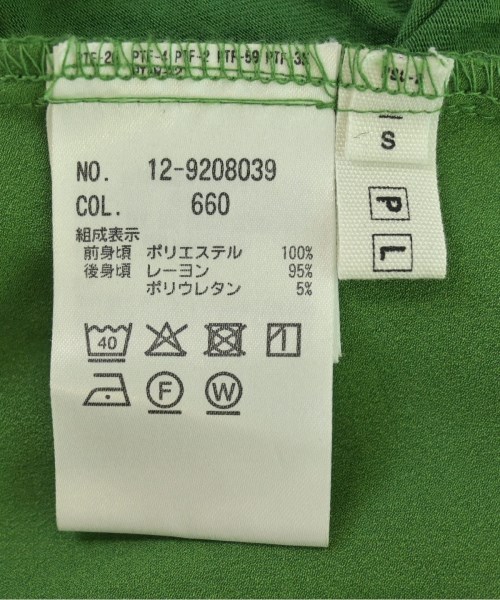 NO. 12-9208039
COL. 660
組成表示
前身頃 ポリエステル 100%
後身頃 レーヨン 95%
ポリウレタン 5%
40
F W
S
P L